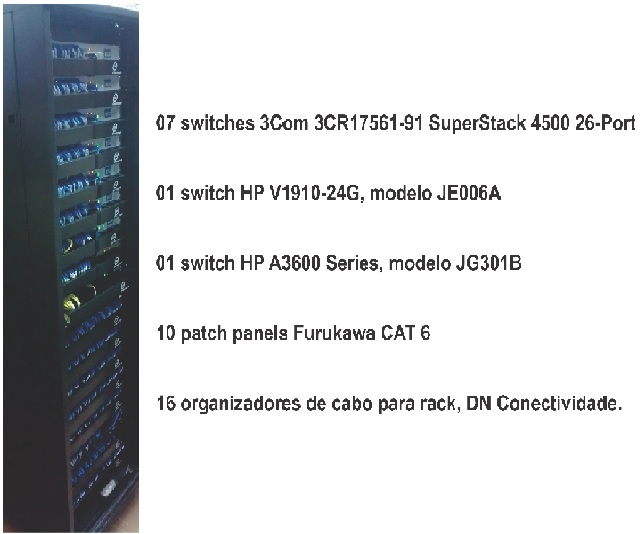 07 switches 3Com 3CR17561-91 SuperStack 4500 26-Port
01 switch HP V1910-24G, modelo JE006A
01 switch HP A3600 Series, modelo JG301B
10 patch panels Furukawa CAT 6
16 organizadores de cabo para rack, DN Conectividade.